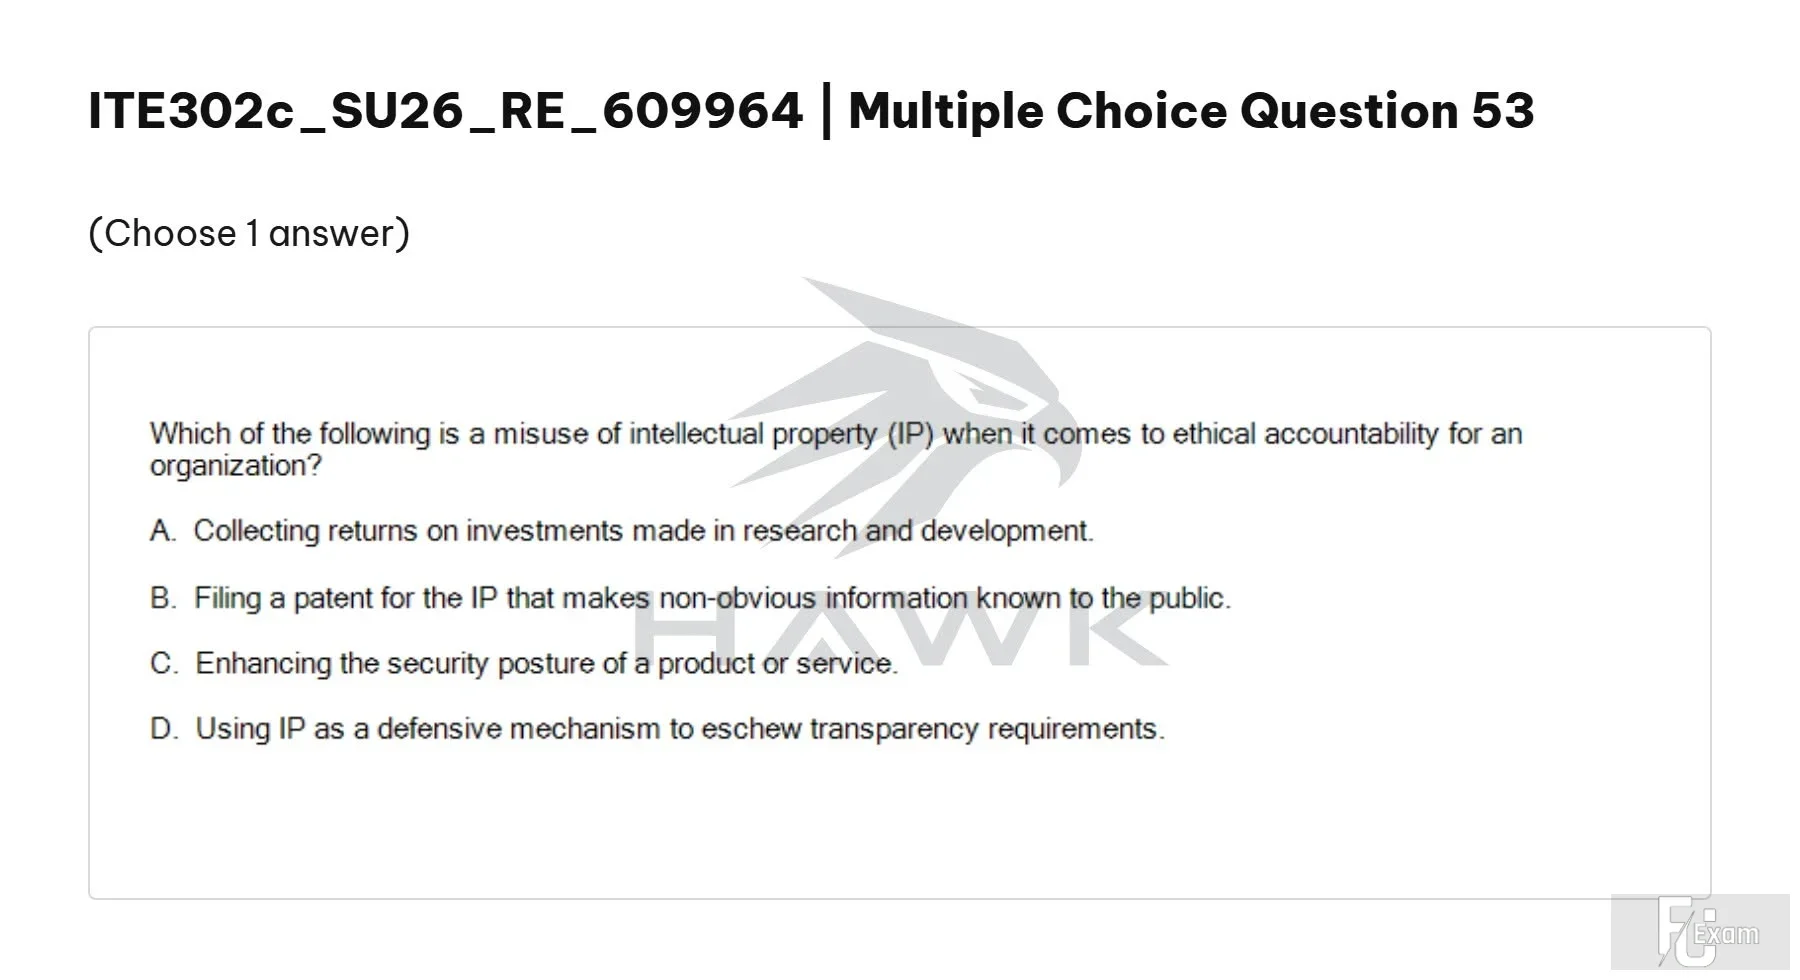 ITE302c_SU26_RE_609964 | Multiple Choice Question 53
(Choose 1 answer)
Which of the following is a misuse of intellectual property (IP) when it comes to ethical accountability for an
organization?
A. Collecting returns on investments made in research and development.
B. Filing a patent for the IP that makes non-obvious information known to the public.
HAWK
C. Enhancing the security posture of a product or service.
D. Using IP as a defensive mechanism to eschew transparency requirements.
FU Exam